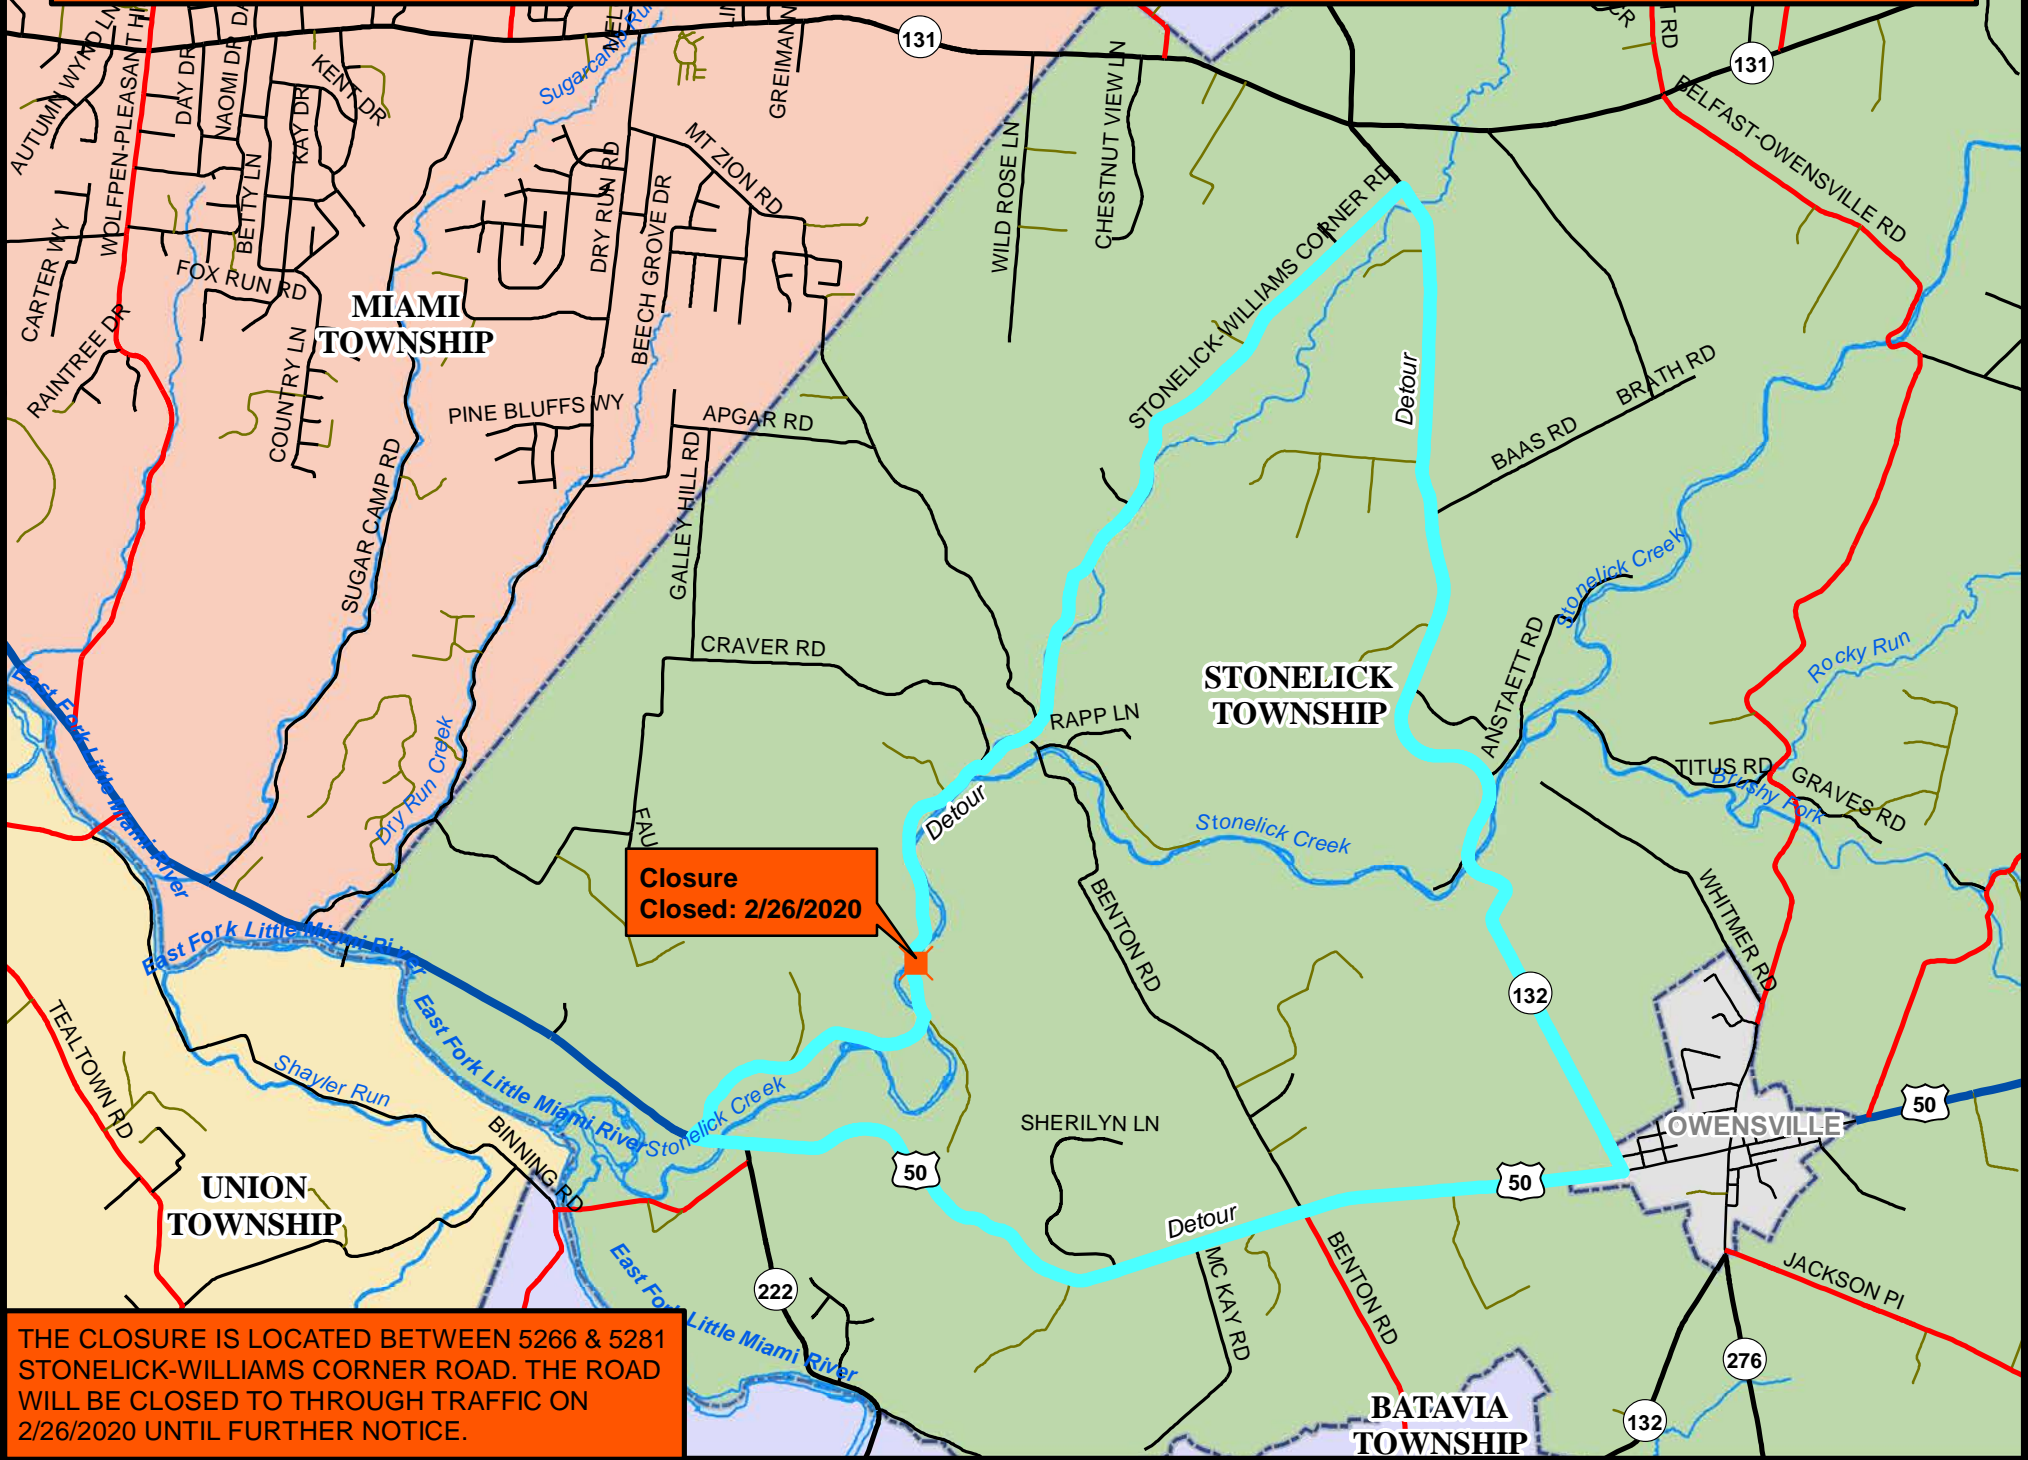 131
131
AUTUMN WYND LN
WOLFPEN-PLEASANT H
DAY DR
NAOMI DR
KAY DR
KENT DR
BETTY LN
Sugarcamp Run
GREIMAN
MT ZION RD
DRY RUN RD
BEECH GROVE DR
WILD ROSE LN
CHESTNUT VIEW LN
STONELICK-WILLIAMS CORNER RD
T RD
CR
BELFAST-OWENSVILLE RD
CARTER WY
FOX RUN RD
RAINTREE DR
COUNTRY LN
MIAMI
TOWNSHIP
PINE BLUFFS WY
APGAR RD
GALLEY HILL RD
SUGAR CAMP RD
Detour
BRATH RD
BAAS RD
Stonelick Creek
ANSTAETT RD
Rocky Run
CRAVER RD
STONELICK
TOWNSHIP
RAPP LN
East Fork Little Miami River
Dry Run Creek
FAU
Detour
Stonelick Creek
TITUS RD
Brushy Fork
GRAVES RD
WHITMER RD
Closure
Closed: 2/26/2020
BENTON RD
East Fork Little Miami River
132
TEALTOWN RD
Shayler Run
East Fork Little Miami River
BINNING RD
Stonelick Creek
SHERILYN LN
50
50
50
OWENSVILLE
UNION
TOWNSHIP
Detour
MC KAY RD
BENTON RD
JACKSON PI
222
East Fork Little Miami River
276
132
BATAVIA
TOWNSHIP
THE CLOSURE IS LOCATED BETWEEN 5266 & 5281
STONELICK-WILLIAMS CORNER ROAD. THE ROAD
WILL BE CLOSED TO THROUGH TRAFFIC ON
2/26/2020 UNTIL FURTHER NOTICE.